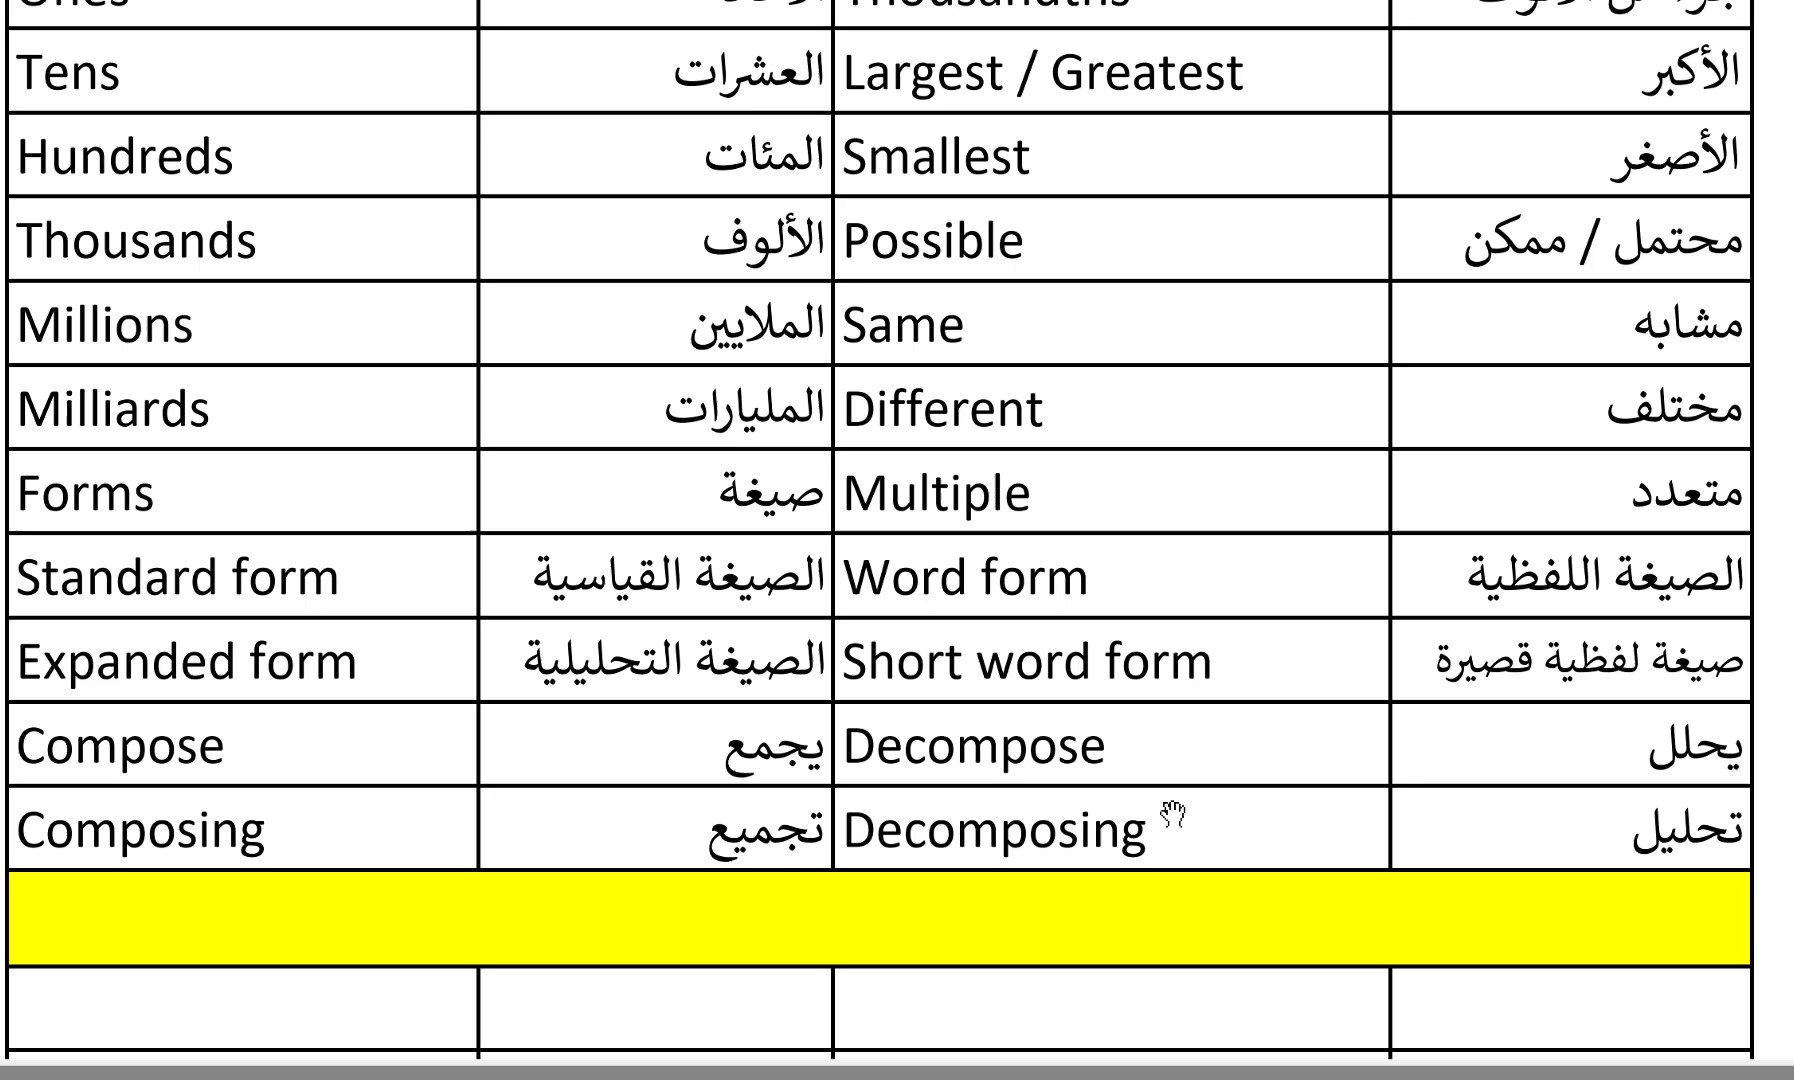 Tens العشرات Largest / Greatest الأكبر
Hundreds المئات Smallest الأصغر
Thousands الألوف Possible محتمل / ممكن
Millions الملايين Same مشابه
Milliards المليارات Different مختلف
Forms صيغة Multiple متعدد
Standard form الصيغة القياسية Word form الصيغة اللفظية
Expanded form الصيغة التحليلية Short word form صيغة لفظية قصيرة
Compose يجمع Decompose يحلل
Composing تجميع Decomposing تحليل